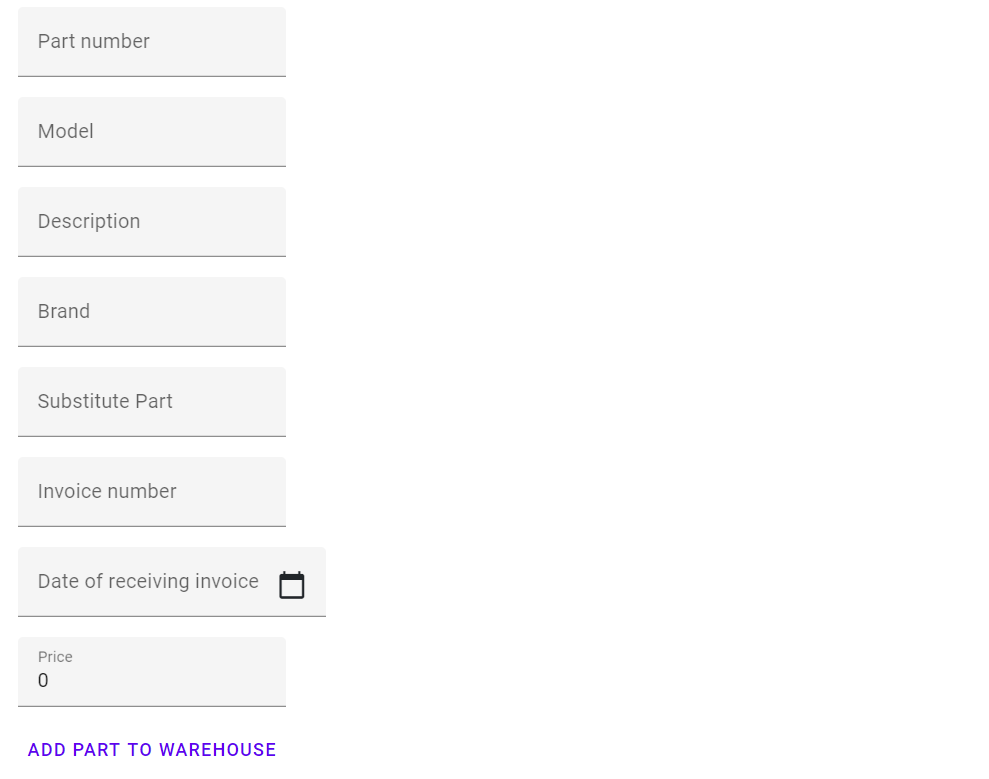 Part number
Model
Description
Brand
Substitute Part
Invoice number
Date of receiving invoice
Price
0
ADD PART TO WAREHOUSE